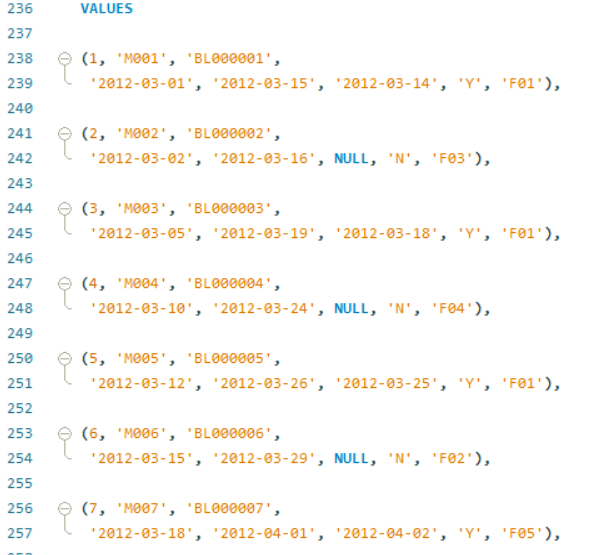 236 VALUES
237
238 (1, 'M001', 'BL000001',
239 '2012-03-01', '2012-03-15', '2012-03-14', 'Y', 'F01'),
240
241 (2, 'M002', 'BL000002',
242 '2012-03-02', '2012-03-16', NULL, 'N', 'F03'),
243
244 (3, 'M003', 'BL000003',
245 '2012-03-05', '2012-03-19', '2012-03-18', 'Y', 'F01'),
246
247 (4, 'M004', 'BL000004',
248 '2012-03-10', '2012-03-24', NULL, 'N', 'F04'),
249
250 (5, 'M005', 'BL000005',
251 '2012-03-12', '2012-03-26', '2012-03-25', 'Y', 'F01'),
252
253 (6, 'M006', 'BL000006',
254 '2012-03-15', '2012-03-29', NULL, 'N', 'F02'),
255
256 (7, 'M007', 'BL000007',
257 '2012-03-18', '2012-04-01', '2012-04-02', 'Y', 'F05'),